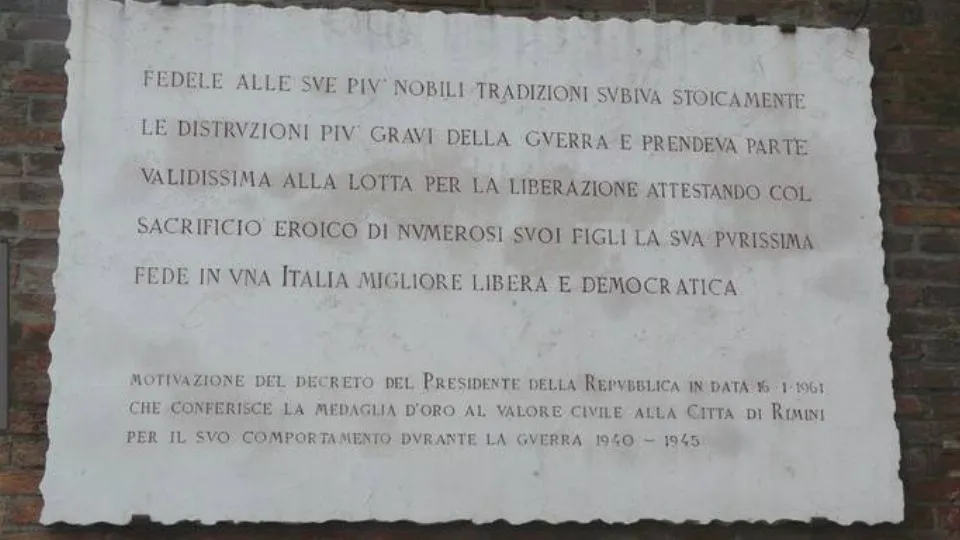 FEDELE ALLE SVE PIV' NOBILI TRADIZIONI SVBIVA STOICAMENTE
LE DISTRVZIONI PIV' GRAVI DELLA GVERRA E PRENDEVA PARTE
VALIDISSIMA ALLA LOTTA PER LA LIBERAZIONE ATTESTANDO COL
SACRIFICIO EROICO DI NVMEROSI SVOI FIGLI LA SVA PVRISSIMA
FEDE IN VNA ITALIA MIGLIORE LIBERA E DEMOCRATICA
MOTIVAZIONE DEL DECRETO DEL PRESIDENTE DELLA REPVBBLICA IN DATA 16-1-1961
CHE CONFERISCE LA MEDAGLIA D'ORO AL VALORE CIVILE ALLA CITTA DI RIMINI
PER IL SVO COMPORTAMENTO DVRANTE LA GVERRA 1940 - 1945